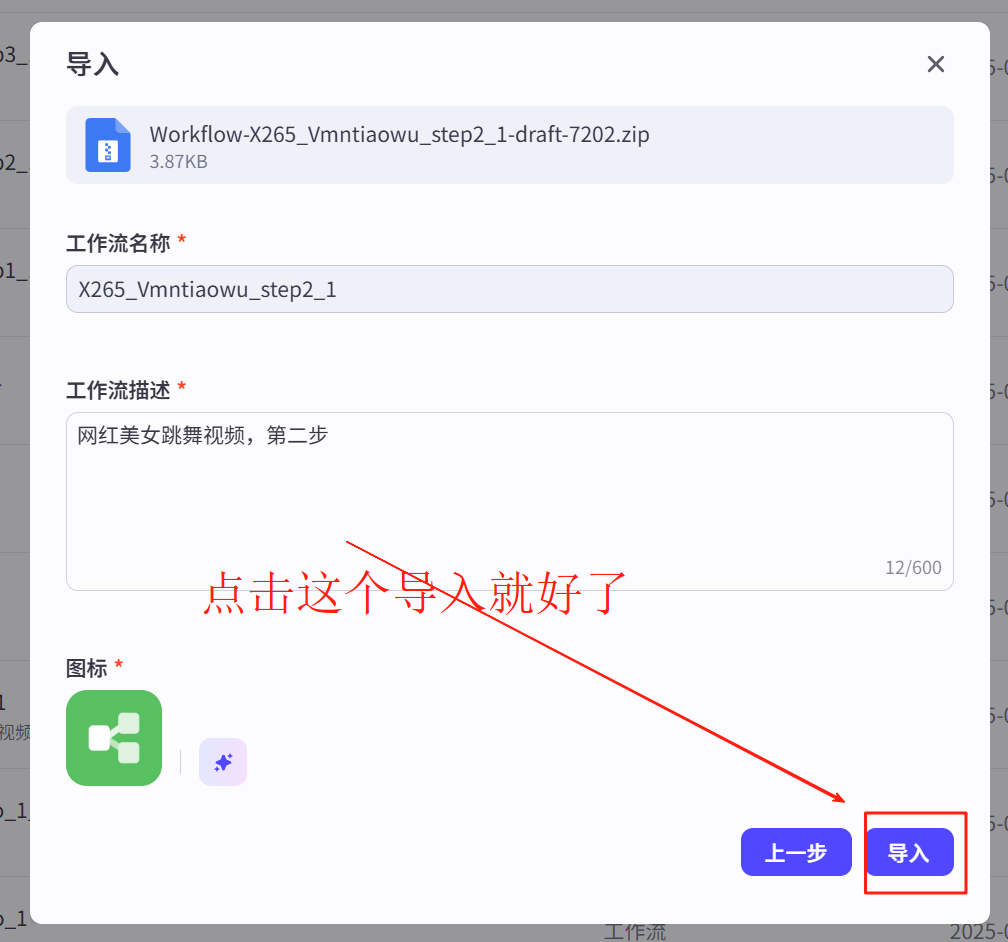 导入
Workflow-X265_Vmntiaowu_step2_1-draft-7202.zip
3.87KB
工作流名称 *
X265_Vmntiaowu_step2_1
工作流描述 *
网红美女跳舞视频，第二步
12/600
点击这个导入就好了
图标 *
上一步
导入
工作流
2025-0